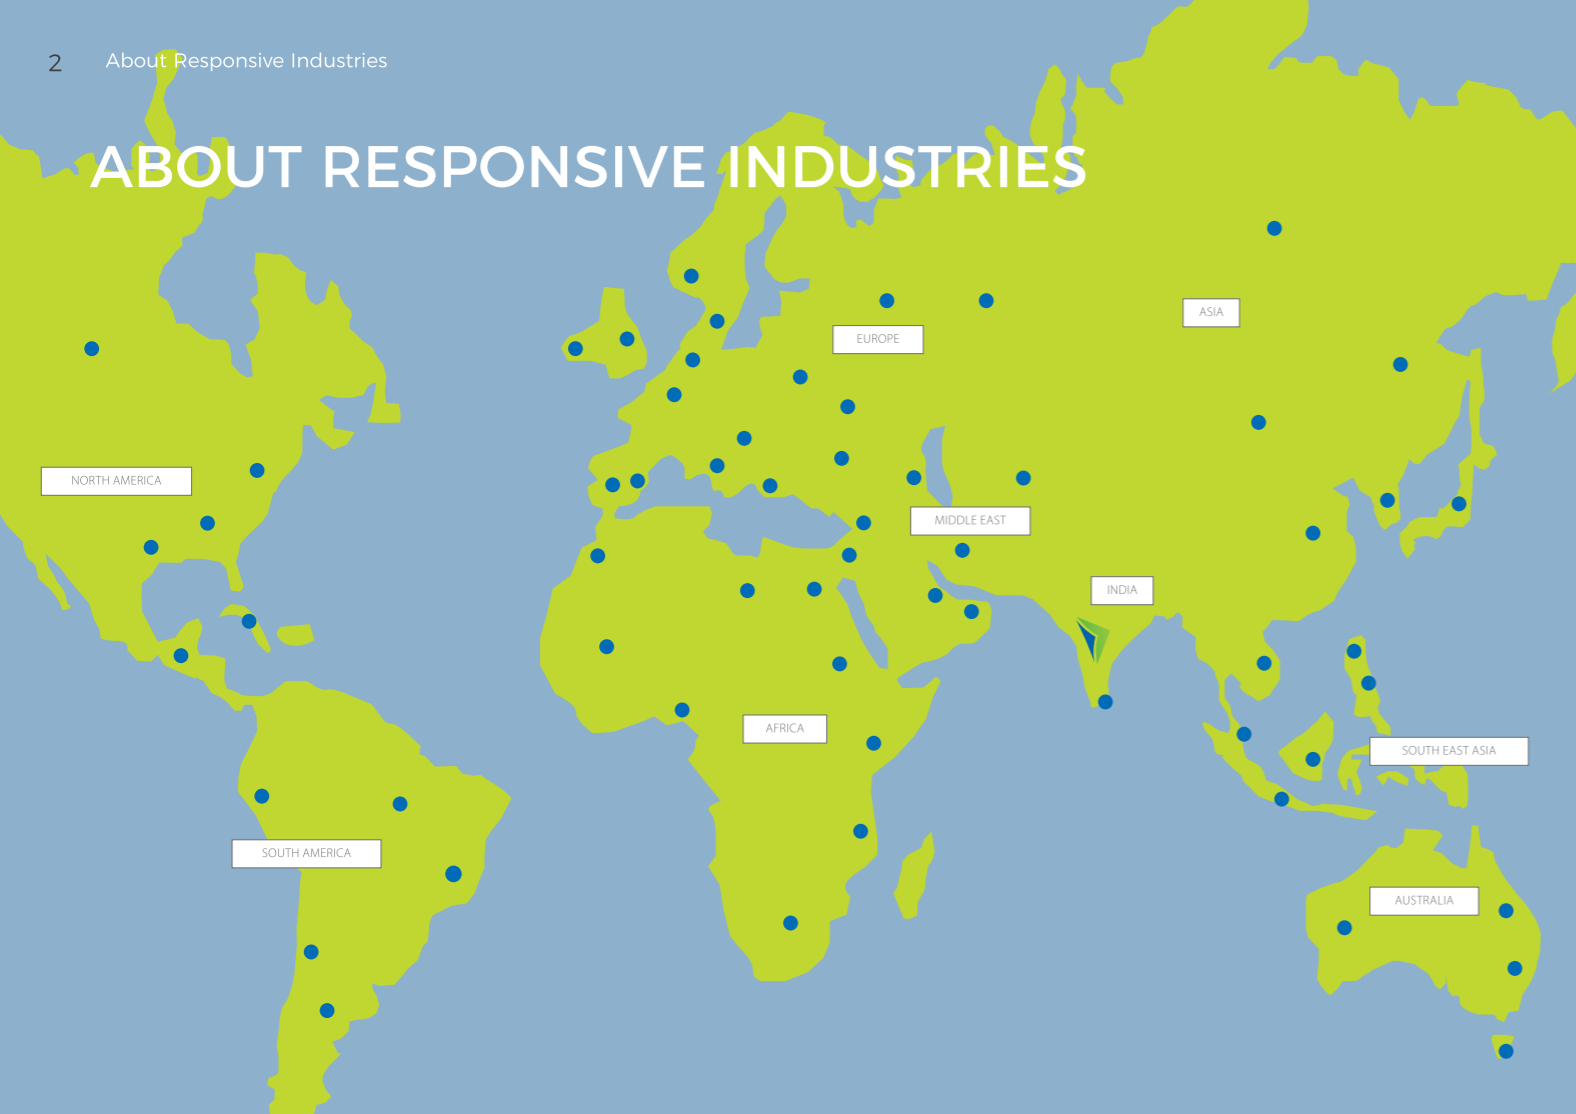 2
About Responsive Industries
ABOUT RESPONSIVE INDUSTRIES
ASIA
EUROPE
NORTH AMERICA
MIDDLE EAST
INDIA
AFRICA
SOUTH EAST ASIA
SOUTH AMERICA
AUSTRALIA